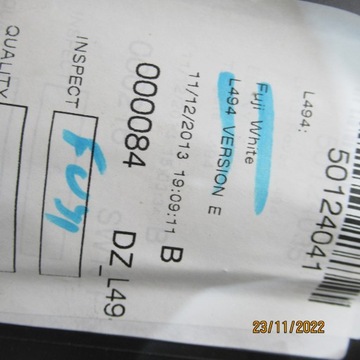 50124041
L494:
Fuji White
L494 VERSION E
11/12/2013 19:09:11 B
000084 DZ_L49
INSPECT
QUALITY
23/11/2022